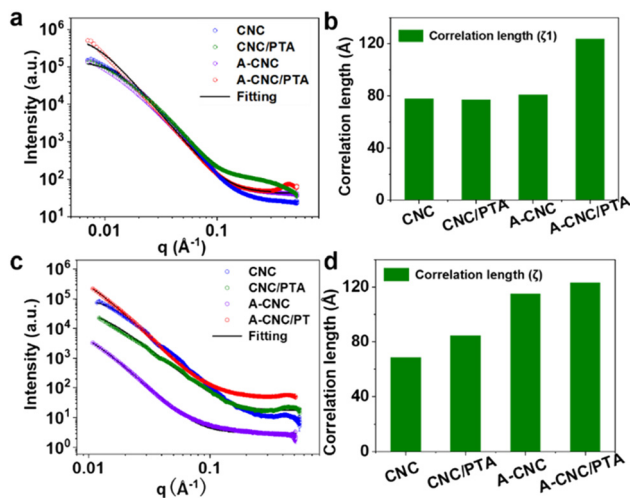 a
10⁶
10⁵
10⁴
10³
10²
10¹
Intensity (a.u.)
CNC
CNC/PTA
A-CNC
A-CNC/PTA
Fitting
0.01
0.1
q (Å⁻¹)
b
120
80
40
0
Correlation length (Å)
Correlation length (ζ1)
CNC
CNC/PTA
A-CNC
A-CNC/PTA
c
10⁶
10⁵
10⁴
10³
10²
10¹
10⁰
Intensity (a.u.)
CNC
CNC/PTA
A-CNC
A-CNC/PT
Fitting
0.01
0.1
q (Å⁻¹)
d
120
80
40
0
Correlation length (Å)
Correlation length (ζ)
CNC
CNC/PTA
A-CNC
A-CNC/PTA